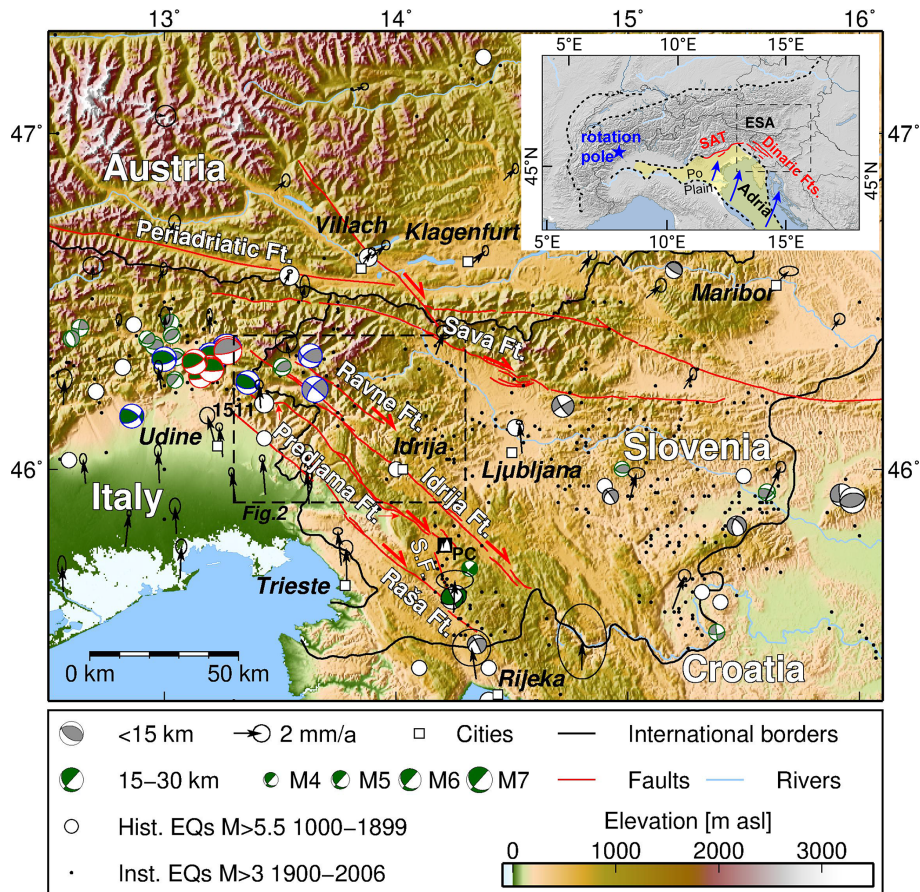 13° 14° 15° 16°
47° 47°
46° 46°
5°E 10°E 15°E
45°N 45°N
5°E 10°E 15°E
ESA
SAT
Dinaric Fts.
rotation
pole
Po
Plain
Adria
Austria
Villach
Klagenfurt
Periadriatic Ft.
Maribor
Sava Ft.
Ravne Ft.
1511
Udine
Idrija
Ljubljana
Slovenia
Italy
Predjama Ft.
Idrija Ft.
Fig.2
S.F.
PC
Trieste
Raša Ft.
Rijeka
Croatia
0 km 50 km
<15 km 2 mm/a Cities International borders
15–30 km M4 M5 M6 M7 Faults Rivers
Hist. EQs M>5.5 1000–1899
Elevation [m asl]
Inst. EQs M>3 1900–2006
0 1000 2000 3000